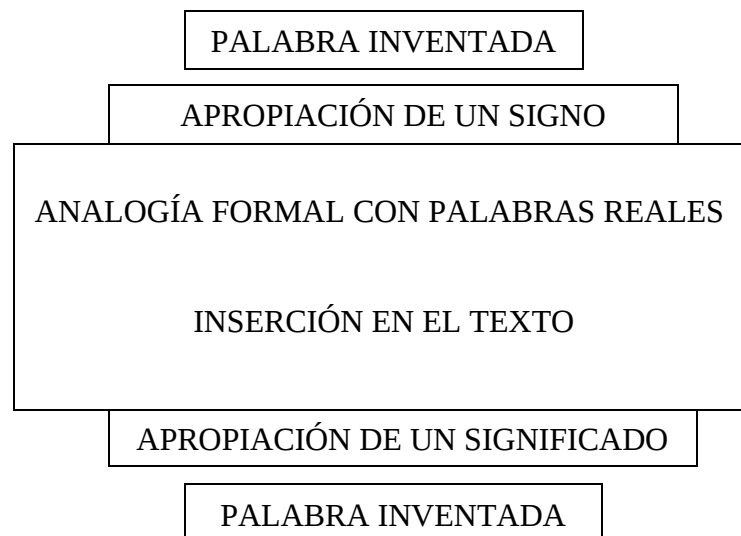 PALABRA INVENTADA
APROPIACIÓN DE UN SIGNO
ANALOGÍA FORMAL CON PALABRAS REALES
INSERCIÓN EN EL TEXTO
APROPIACIÓN DE UN SIGNIFICADO
PALABRA INVENTADA